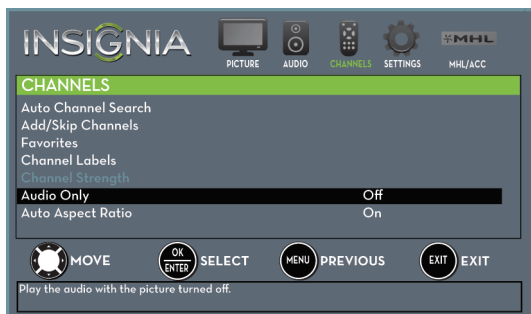 INSIGNIA
PICTURE AUDIO CHANNELS SETTINGS MHL MHL/ACC
CHANNELS
Auto Channel Search
Add/Skip Channels
Favorites
Channel Labels
Channel Strength
Audio Only Off
Auto Aspect Ratio On
MOVE OK ENTER SELECT MENU PREVIOUS EXIT EXIT
Play the audio with the picture turned off.